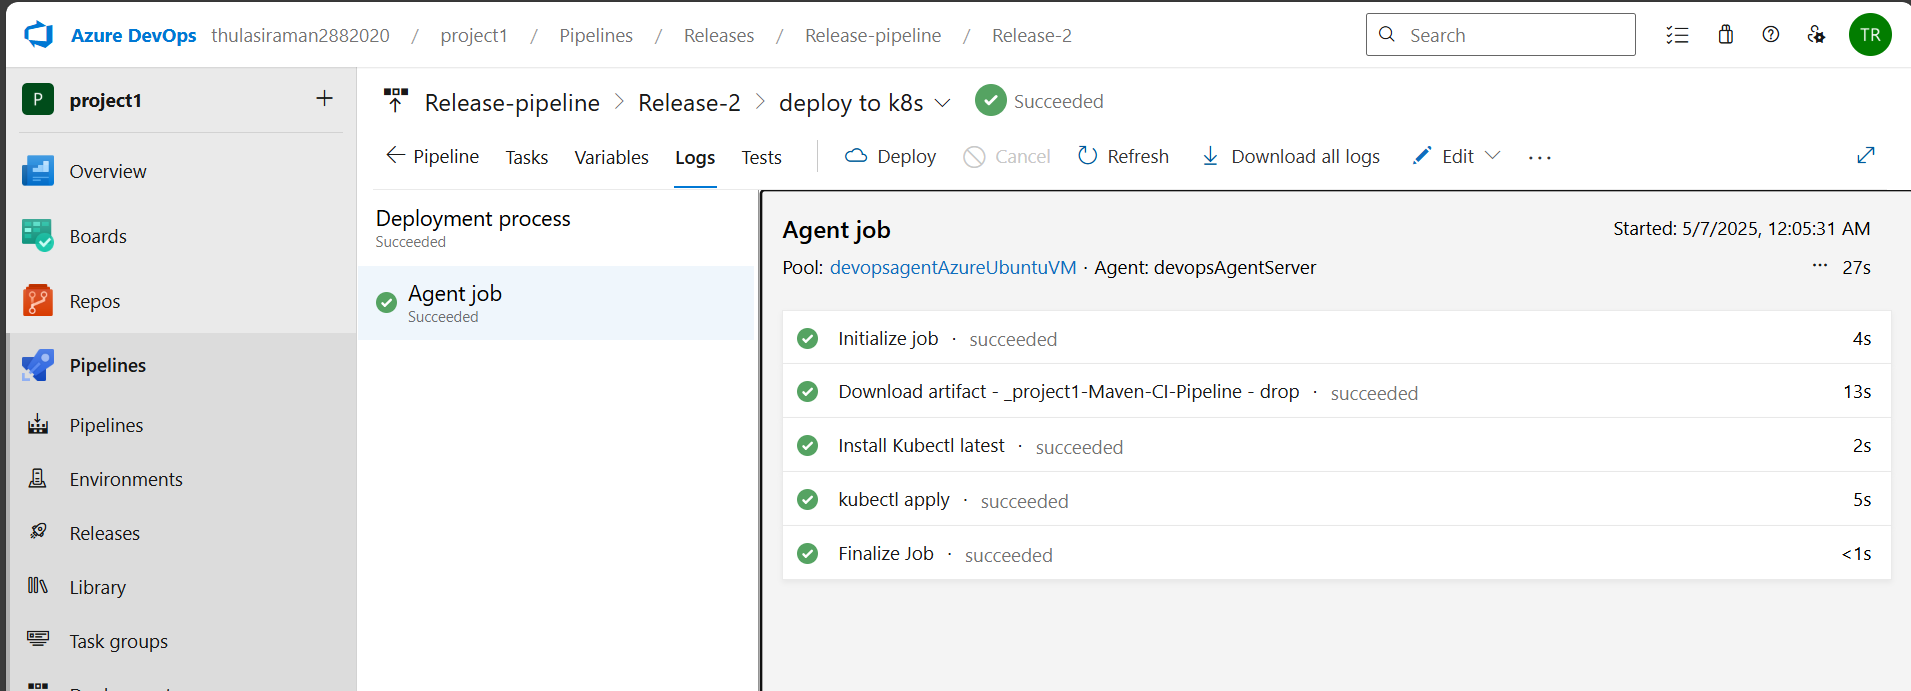 Azure DevOps thulasiraman2882020 / project1 / Pipelines / Releases / Release-pipeline / Release-2
Search
TR
P project1 +
Overview
Boards
Repos
Pipelines
Pipelines
Environments
Releases
Library
Task groups
Release-pipeline > Release-2 > deploy to k8s Succeeded
Pipeline Tasks Variables Logs Tests Deploy Cancel Refresh Download all logs Edit ...
Deployment process
Succeeded
Agent job
Succeeded
Agent job
Started: 5/7/2025, 12:05:31 AM
Pool: devopsagentAzureUbuntuVM · Agent: devopsAgentServer
... 27s
Initialize job · succeeded 4s
Download artifact - _project1-Maven-CI-Pipeline - drop · succeeded 13s
Install Kubectl latest · succeeded 2s
kubectl apply · succeeded 5s
Finalize Job · succeeded <1s